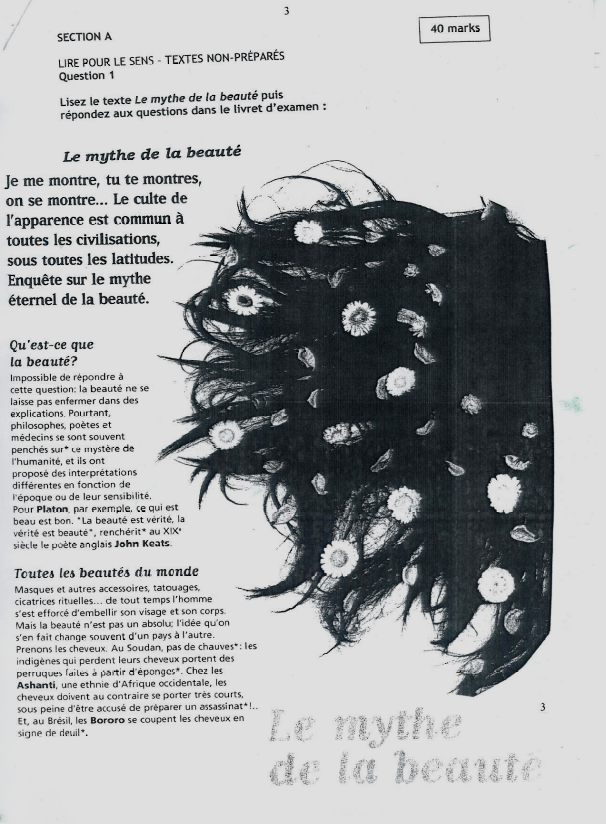 3
SECTION A
40 marks
LIRE POUR LE SENS - TEXTES NON-PRÉPARÉS
Question 1
Lisez le texte Le mythe de la beauté puis
répondez aux questions dans le livret d'examen :
Le mythe de la beauté
Je me montre, tu te montres,
on se montre... Le culte de
l'apparence est commun à
toutes les civilisations,
sous toutes les latitudes.
Enquête sur le mythe
éternel de la beauté.
Qu'est-ce que
la beauté?
Impossible de répondre à
cette question: la beauté ne se
laisse pas enfermer dans des
explications. Pourtant,
philosophes, poètes et
médecins se sont souvent
penchés sur* ce mystère de
l'humanité, et ils ont
proposé des interprétations
différentes en fonction de
l'époque ou de leur sensibilité.
Pour Platon, par exemple, ce qui est
beau est bon. "La beauté est vérité, la
vérité est beauté", renchérit* au XIXe
siècle le poète anglais John Keats.
Toutes les beautés du monde
Masques et autres accessoires, tatouages,
cicatrices rituelles... de tout temps l'homme
s'est efforcé d'embellir son visage et son corps.
Mais la beauté n'est pas un absolu; l'idée qu'on
s'en fait change souvent d'un pays à l'autre.
Prenons les cheveux. Au Soudan, pas de chauves*: les
indigènes qui perdent leurs cheveux portent des
perruques faites à partir d'éponges*. Chez les
Ashanti, une ethnie d'Afrique occidentale, les
cheveux doivent au contraire se porter très courts,
sous peine d'être accusé de préparer un assassinat*!..
Et, au Brésil, les Bororo se coupent les cheveux en
signe de deuil*.
3
Le mythe
de la beauté